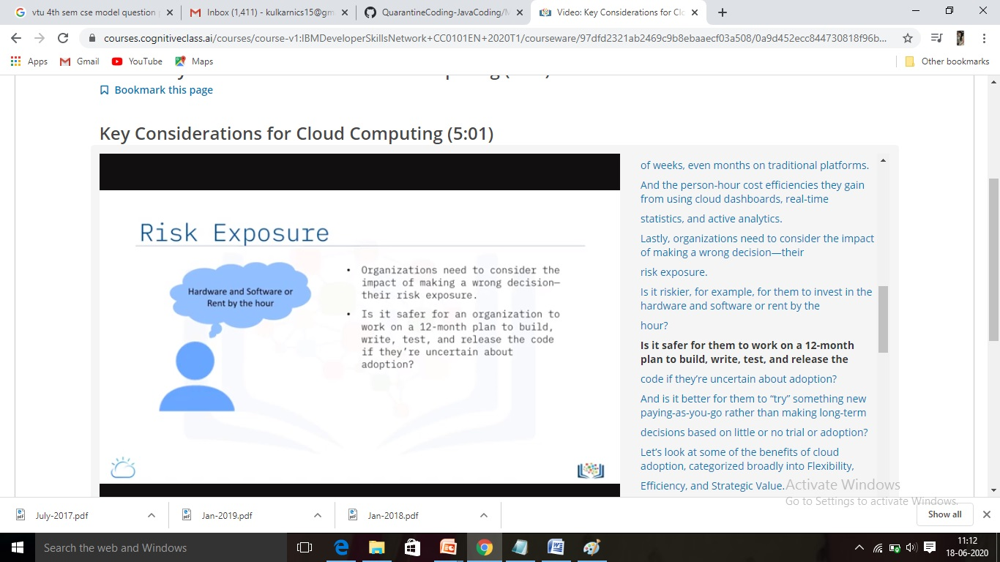 vtu 4th sem cse model question
Inbox (1,411) - kulkarnics15@gm
QuarantineCoding-JavaCoding/
Video: Key Considerations for Clo
courses.cognitiveclass.ai/courses/course-v1:IBMDeveloperSkillsNetwork+CC0101EN+2020T1/courseware/97dfd2321ab2469c9b8ebaaecf03a508/0a9d452ecc844730818f96b...
Apps
Gmail
YouTube
Maps
Other bookmarks
Bookmark this page
Key Considerations for Cloud Computing (5:01)
Risk Exposure
Hardware and Software or
Rent by the hour
• Organizations need to consider the
impact of making a wrong decision—
their risk exposure.
• Is it safer for an organization to
work on a 12-month plan to build,
write, test, and release the code
if they're uncertain about
adoption?
of weeks, even months on traditional platforms.
And the person-hour cost efficiencies they gain
from using cloud dashboards, real-time
statistics, and active analytics.
Lastly, organizations need to consider the impact
of making a wrong decision—their
risk exposure.
Is it riskier, for example, for them to invest in the
hardware and software or rent by the
hour?
Is it safer for them to work on a 12-month
plan to build, write, test, and release the
code if they're uncertain about adoption?
And is it better for them to “try” something new
paying-as-you-go rather than making long-term
decisions based on little or no trial or adoption?
Let's look at some of the benefits of cloud
adoption, categorized broadly into Flexibility,
Efficiency, and Strategic Value.
Activate Windows
Go to Settings to activate Windows.
July-2017.pdf
Jan-2019.pdf
Jan-2018.pdf
Show all
Search the web and Windows
11:12
18-06-2020